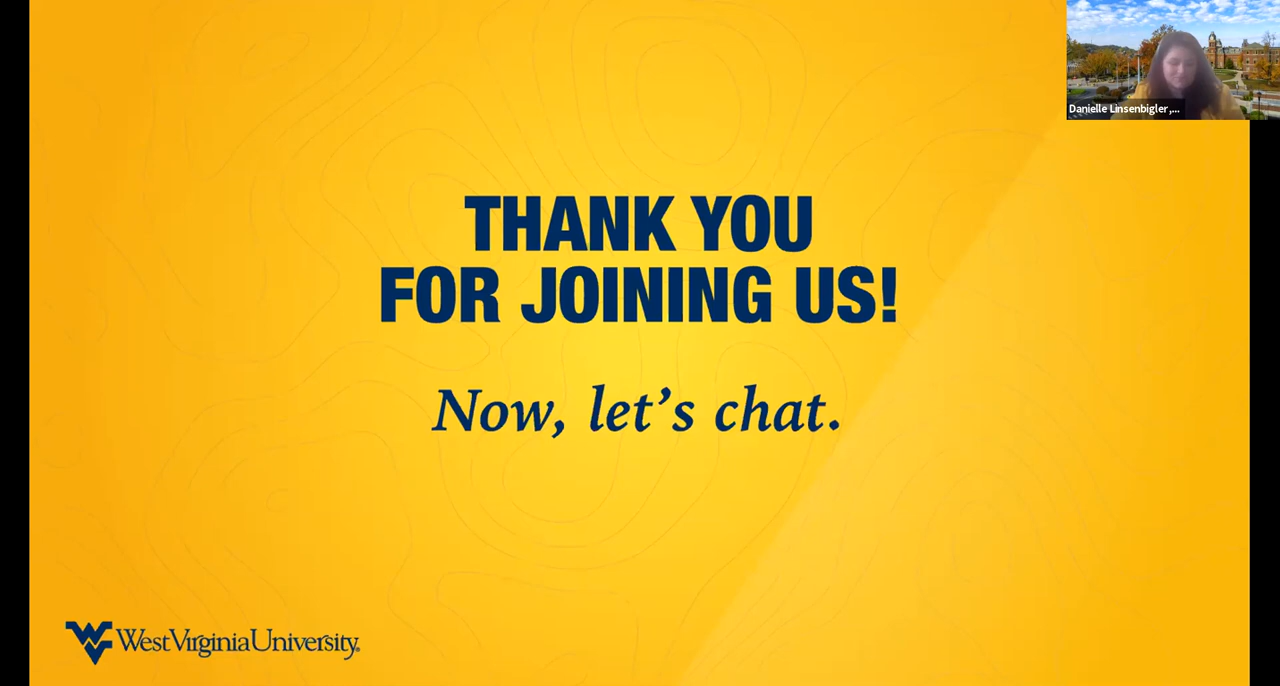 Danielle Linsenbigler,...
THANK YOU
FOR JOINING US!
Now, let’s chat.
WestVirginiaUniversity®